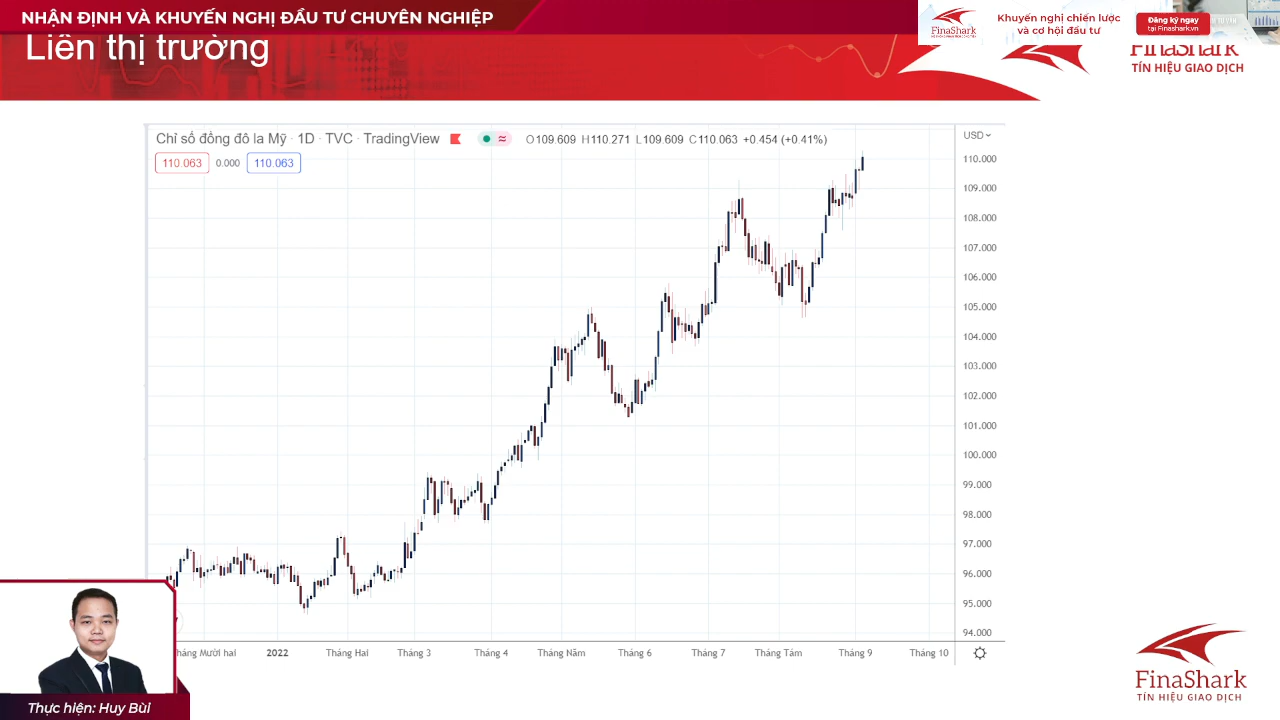 NHẬN ĐỊNH VÀ KHUYẾN NGHỊ ĐẦU TƯ CHUYÊN NGHIỆP
Liên thị trường
FinaShark
Khuyến nghị chiến lược
và cơ hội đầu tư
Đăng ký ngay
tại Finashark.vn
FinaShark
TÍN HIỆU GIAO DỊCH
Chỉ số đồng đô la Mỹ · 1D · TVC · TradingView
O109.609 H110.271 L109.609 C110.063 +0.454 (+0.41%)
USD
110.063 0.000 110.063
110.000
109.000
108.000
107.000
106.000
105.000
104.000
103.000
102.000
101.000
100.000
99.000
98.000
97.000
96.000
95.000
94.000
háng Mười hai 2022 Tháng Hai Tháng 3 Tháng 4 Tháng Năm Tháng 6 Tháng 7 Tháng Tám Tháng 9 Tháng 10
Thực hiện: Huy Bùi
FinaShark
TÍN HIỆU GIAO DỊCH